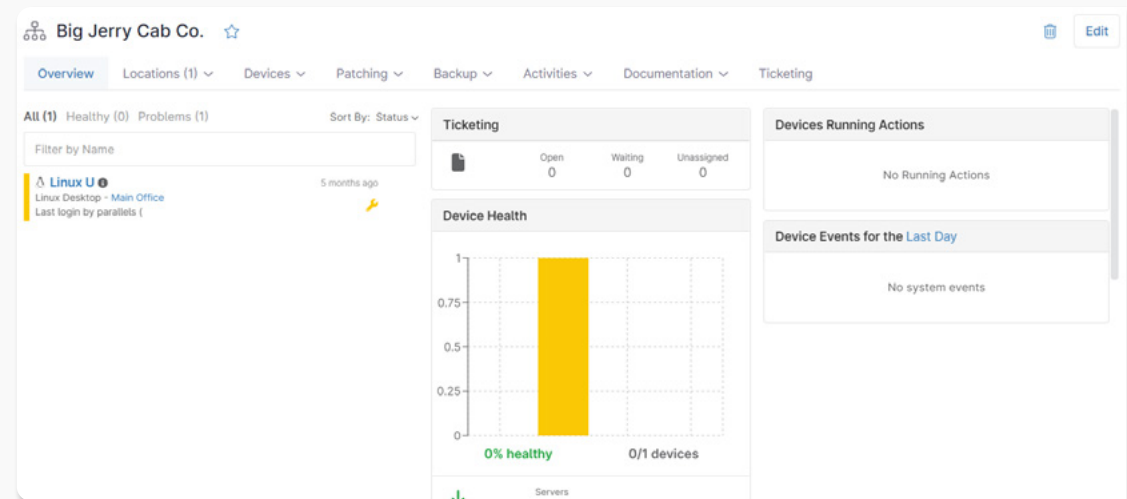 Big Jerry Cab Co.
Edit
Overview Locations (1) Devices Patching Backup Activities Documentation Ticketing
All (1) Healthy (0) Problems (1) Sort By: Status
Filter by Name
Linux U
5 months ago
Linux Desktop - Main Office
Last login by parallels (
Ticketing
Open Waiting Unassigned
0 0 0
Device Health
1
0.75
0.5
0.25
0
0% healthy 0/1 devices
Servers
Devices Running Actions
No Running Actions
Device Events for the Last Day
No system events